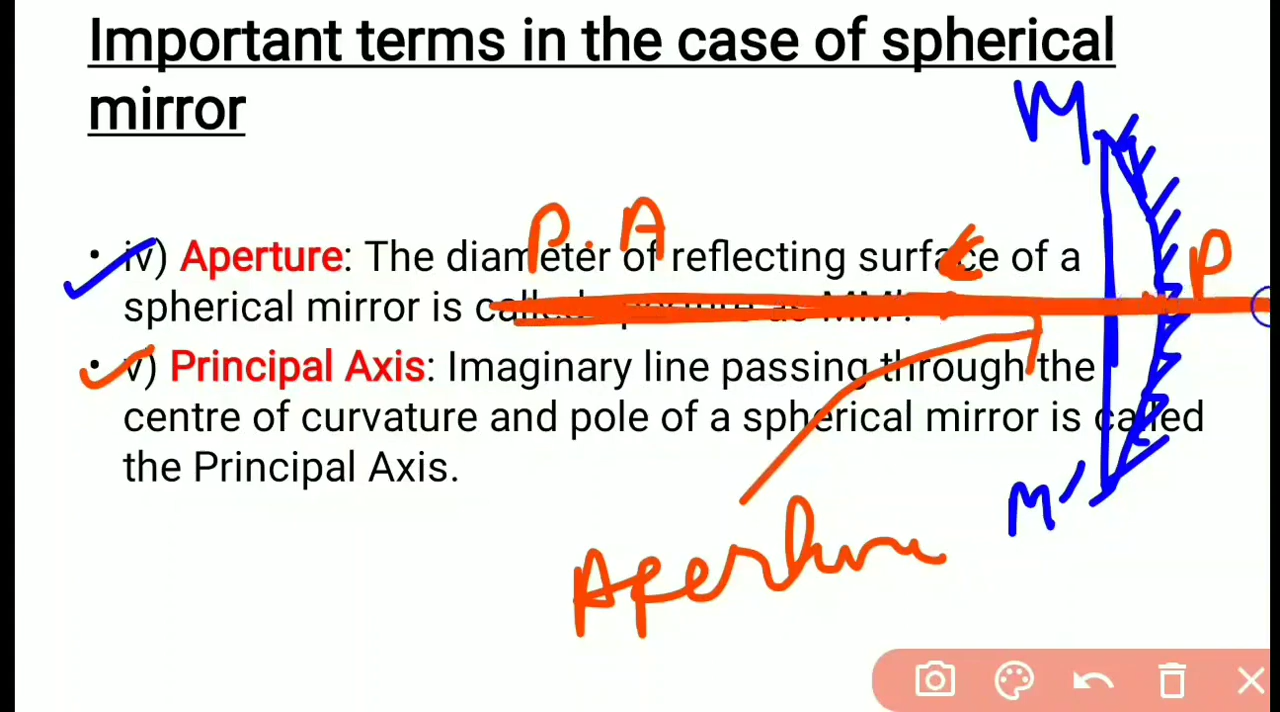 Important terms in the case of spherical
mirror
M
P.A
• iv) Aperture: The diameter of reflecting surface of a
C
P
spherical mirror is called
• v) Principal Axis: Imaginary line passing through the
centre of curvature and pole of a spherical mirror is called
the Principal Axis.
M'
Aperture